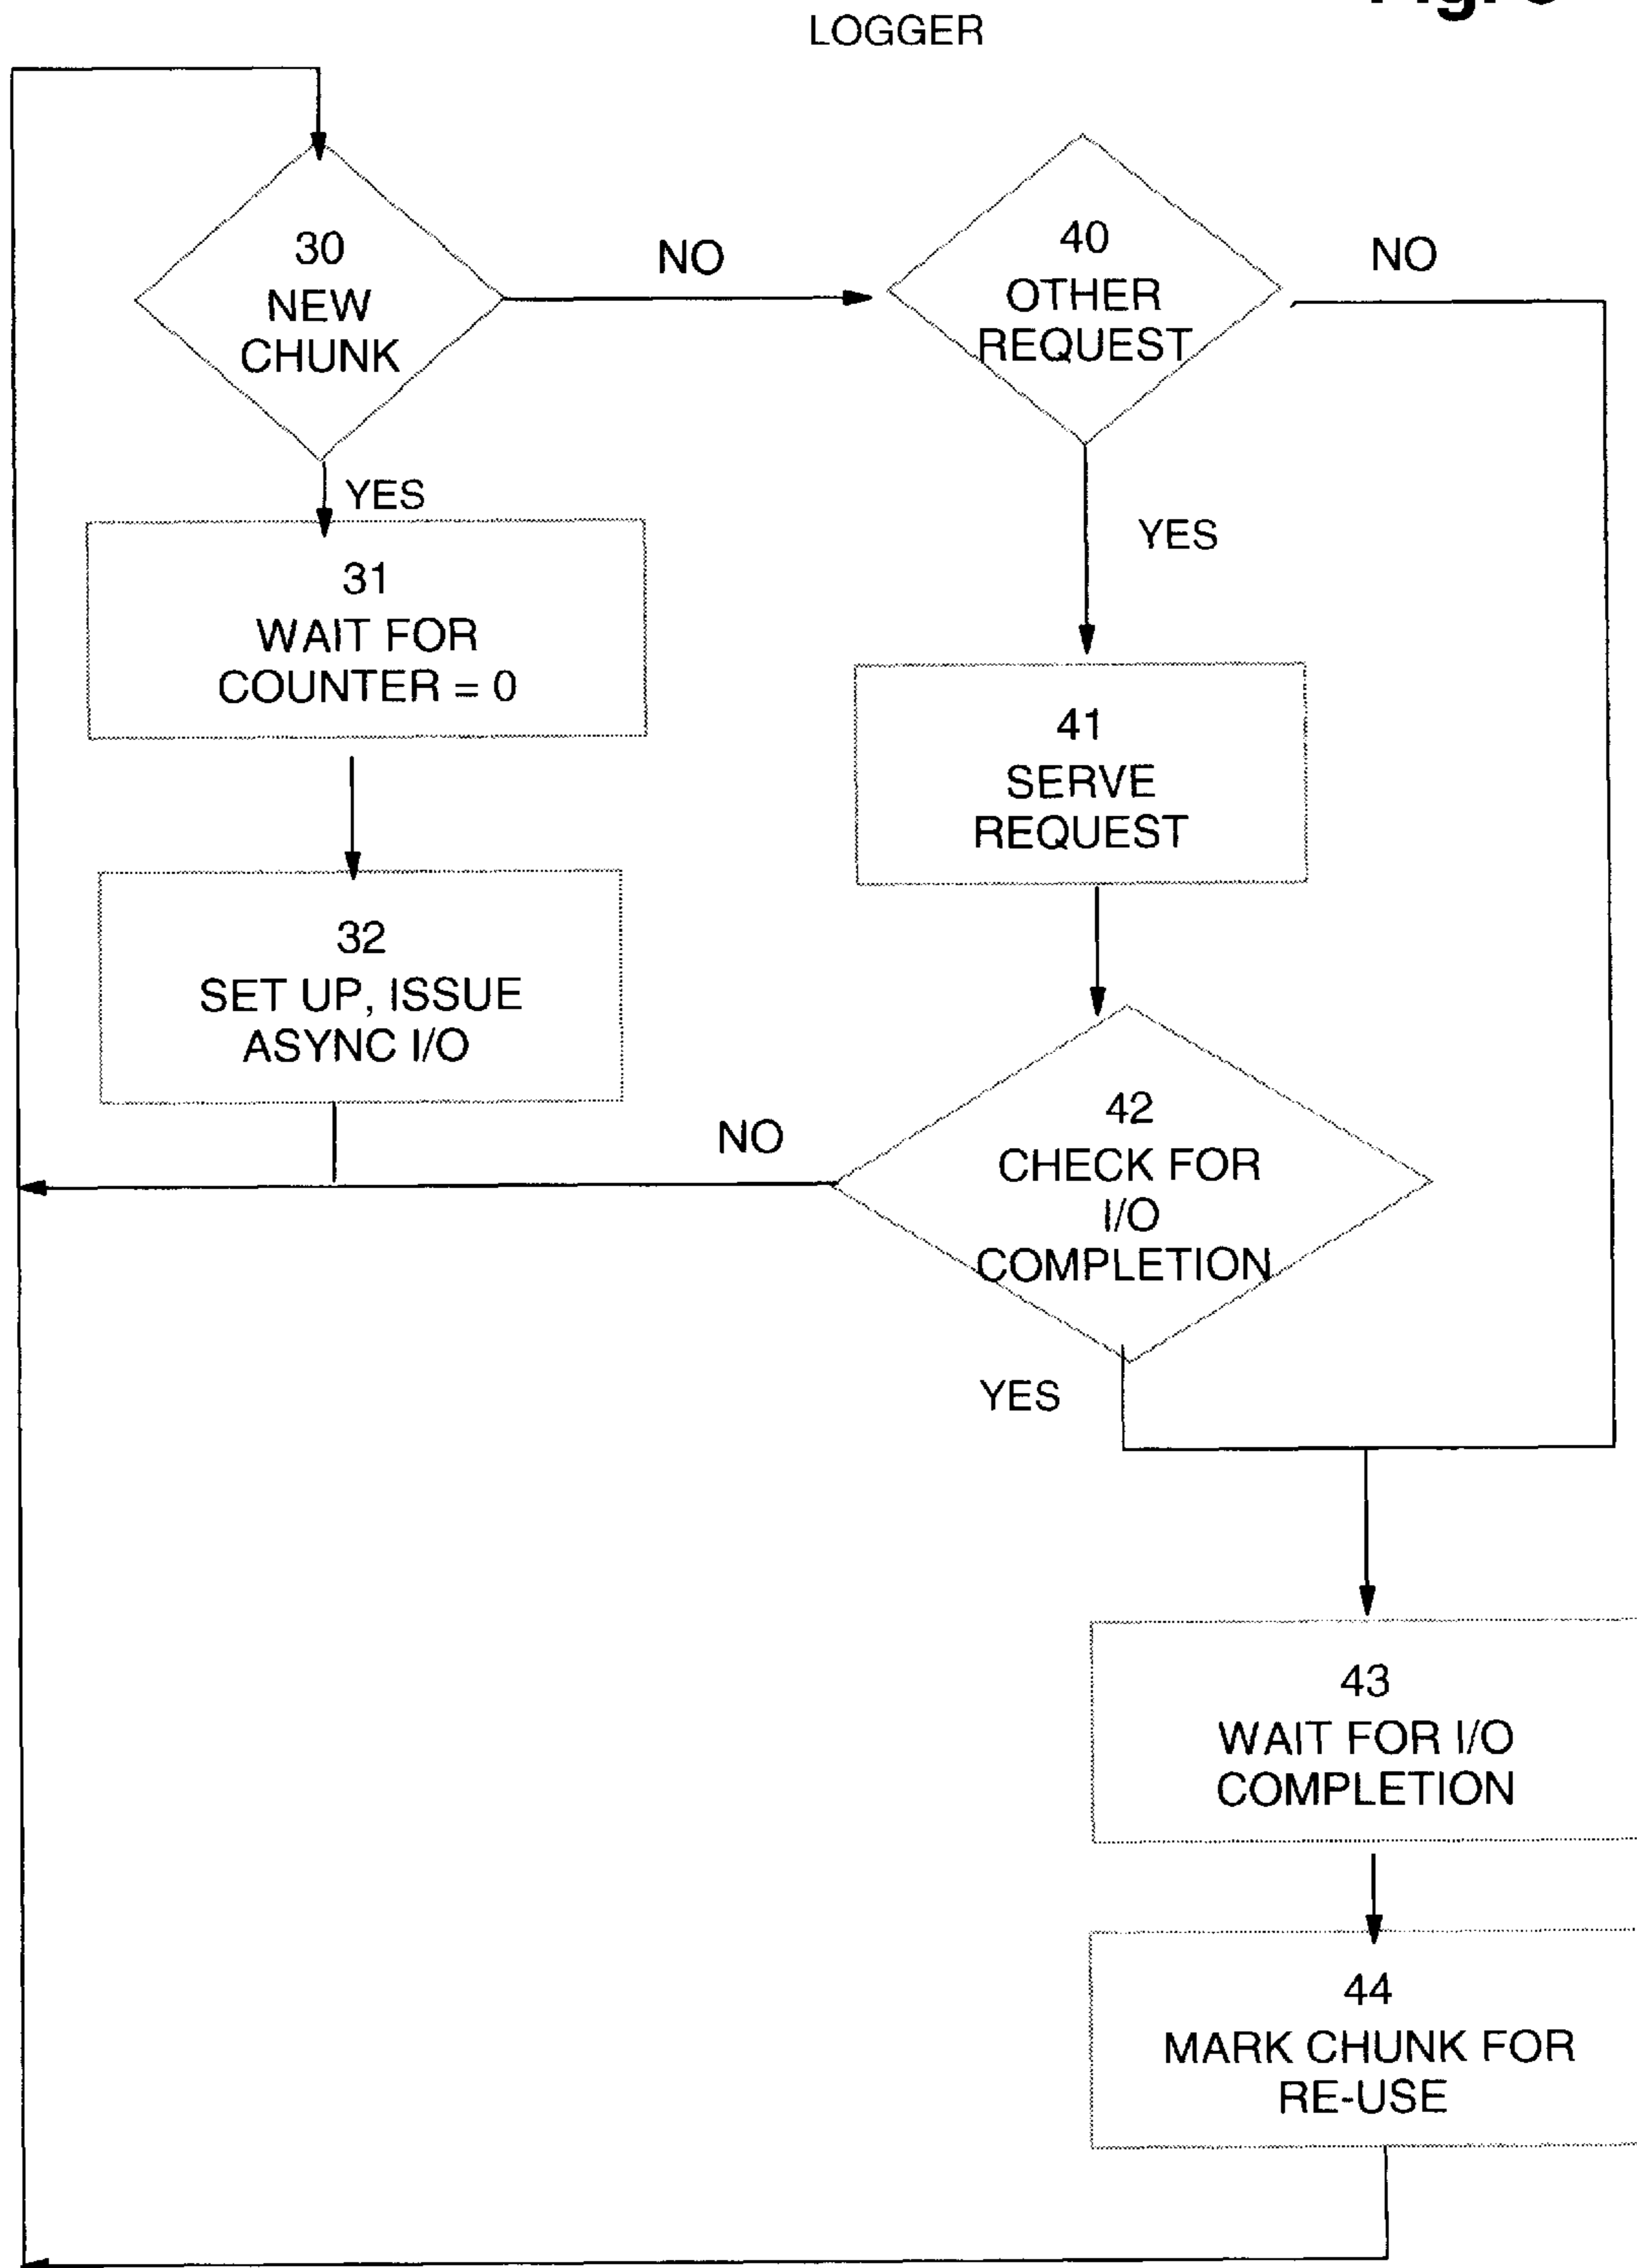 LOGGER
30
NEW
CHUNK
NO
40
OTHER
REQUEST
NO
YES
31
WAIT FOR
COUNTER = 0
YES
41
SERVE
REQUEST
32
SET UP, ISSUE
ASYNC I/O
NO
42
CHECK FOR
I/O
COMPLETION
YES
43
WAIT FOR I/O
COMPLETION
44
MARK CHUNK FOR
RE-USE